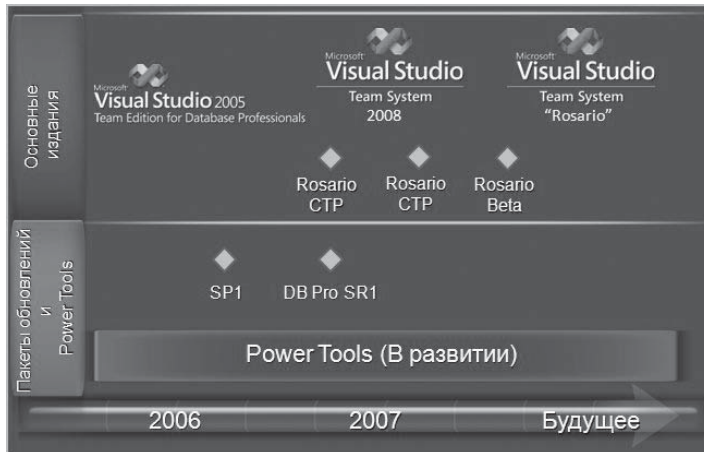 Основные
издания
Microsoft
Visual Studio 2005
Team Edition for Database Professionals
Microsoft
Visual Studio
Team System
2008
Microsoft
Visual Studio
Team System
"Rosario"
Rosario
CTP
Rosario
CTP
Rosario
Beta
Пакеты обновлений
и
Power Tools
SP1
DB Pro SR1
Power Tools (В развитии)
2006
2007
Будущее